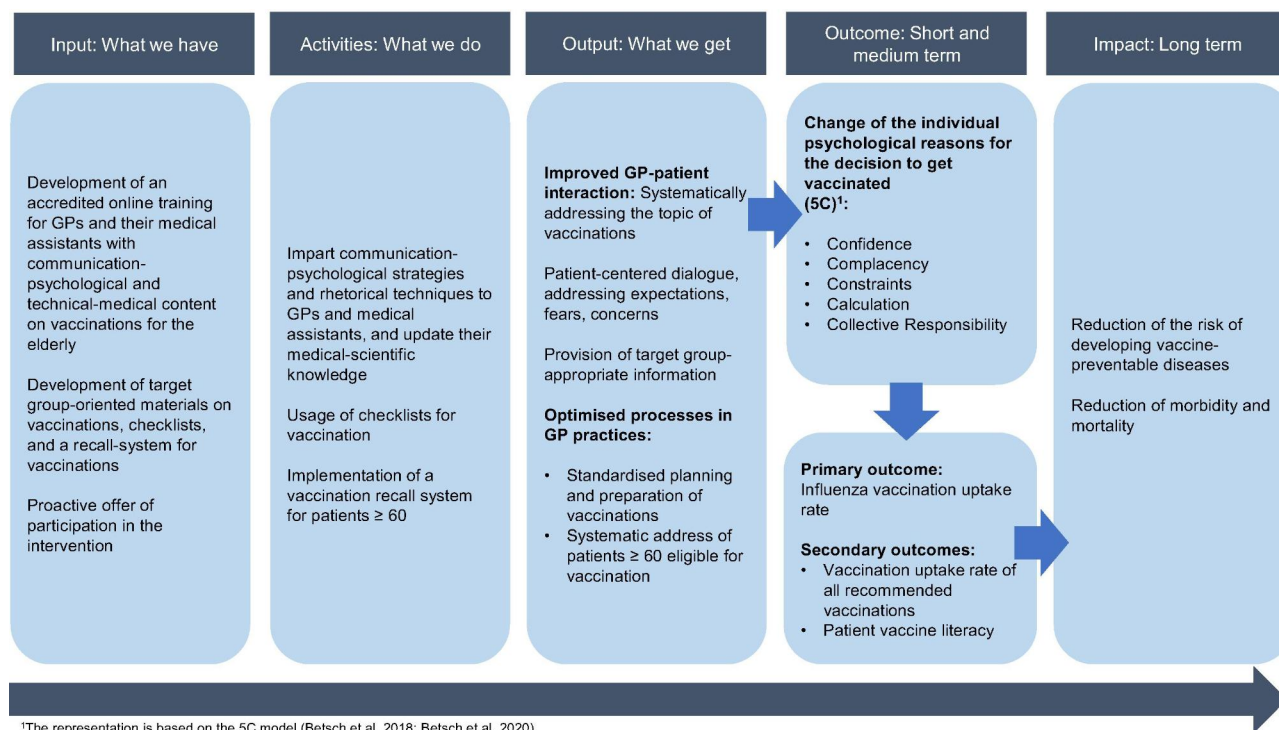 Input: What we have
Activities: What we do
Output: What we get
Outcome: Short and
medium term
Impact: Long term
Development of an
accredited online training
for GPs and their medical
assistants with
communication-
psychological and
technical-medical content
on vaccinations for the
elderly
Development of target
group-oriented materials on
vaccinations, checklists,
and a recall-system for
vaccinations
Proactive offer of
participation in the
intervention
Impart communication-
psychological strategies
and rhetorical techniques to
GPs and medical
assistants, and update their
medical-scientific
knowledge
Usage of checklists for
vaccination
Implementation of a
vaccination recall system
for patients ≥ 60
Improved GP-patient
interaction: Systematically
addressing the topic of
vaccinations
Patient-centered dialogue,
addressing expectations,
fears, concerns
Provision of target group-
appropriate information
Optimised processes in
GP practices:
• Standardised planning
and preparation of
vaccinations
• Systematic address of
patients ≥ 60 eligible for
vaccination
Change of the individual
psychological reasons for
the decision to get
vaccinated
(5C)¹:
• Confidence
• Complacency
• Constraints
• Calculation
• Collective Responsibility
Primary outcome:
Influenza vaccination uptake
rate
Secondary outcomes:
• Vaccination uptake rate of
all recommended
vaccinations
• Patient vaccine literacy
Reduction of the risk of
developing vaccine-
preventable diseases
Reduction of morbidity and
mortality
¹The representation is based on the 5C model (Betsch et al. 2018; Betsch et al. 2020)